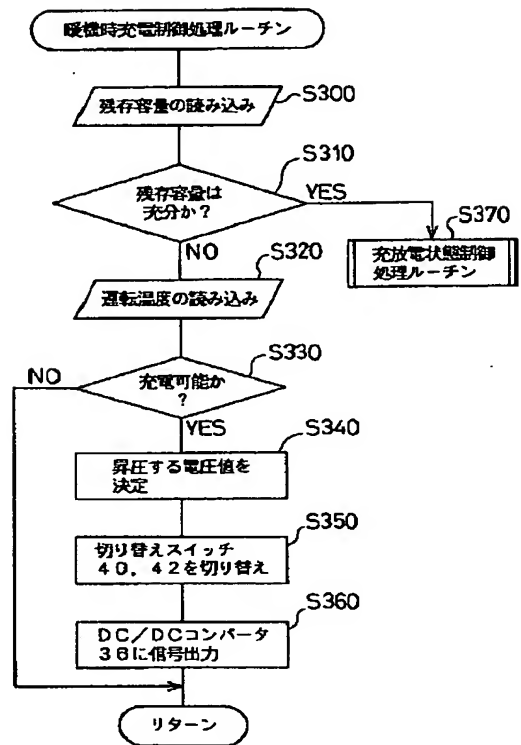 暖機時充電制御処理ルーチン
残存容量の読み込み
S300
S310
残存容量は
充分か?
YES
S370
充放電状態制御
処理ルーチン
NO
S320
運転温度の読み込み
S330
NO
充電可能か
?
YES
S340
昇圧する電圧値を
決定
S350
切り替えスイッチ
40,42を切り替え
S360
DC/DCコンバータ
36に信号出力
リターン